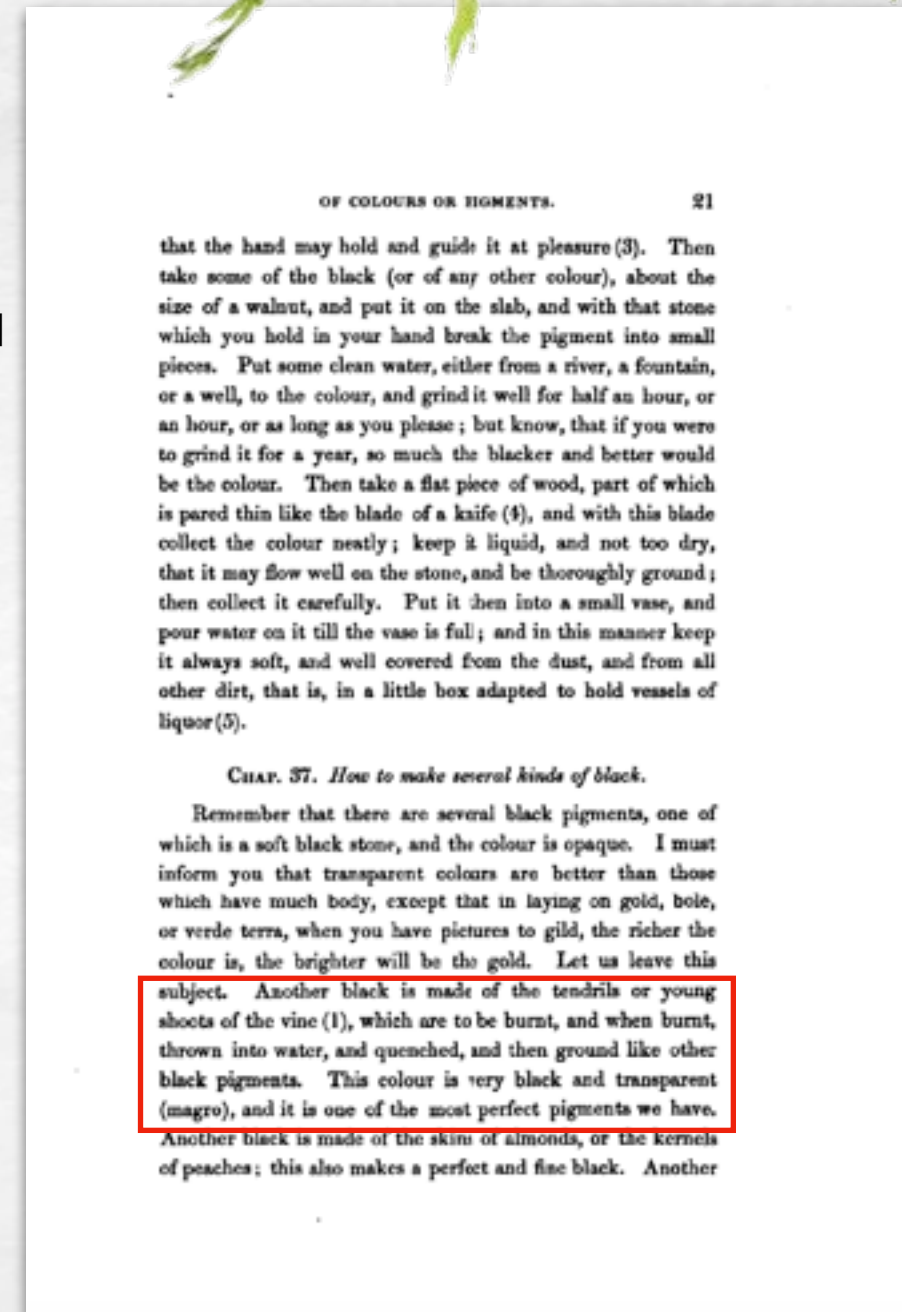 OF COLOURS OR PIGMENTS. 21
that the hand may hold and guide it at pleasure (3). Then
take some of the black (or of any other colour), about the
size of a walnut, and put it on the slab, and with that stone
which you hold in your hand break the pigment into small
pieces. Put some clean water, either from a river, a fountain,
or a well, to the colour, and grind it well for half an hour, or
an hour, or as long as you please; but know, that if you were
to grind it for a year, so much the blacker and better would
be the colour. Then take a flat piece of wood, part of which
is pared thin like the blade of a knife (4), and with this blade
collect the colour neatly; keep it liquid, and not too dry,
that it may flow well on the stone, and be thoroughly ground;
then collect it carefully. Put it then into a small vase, and
pour water on it till the vase is full; and in this manner keep
it always soft, and well covered from the dust, and from all
other dirt, that is, in a little box adapted to hold vessels of
liquor (5).
CHAP. 37. How to make several kinds of black.
Remember that there are several black pigments, one of
which is a soft black stone, and the colour is opaque. I must
inform you that transparent colours are better than those
which have much body, except that in laying on gold, bole,
or verde terra, when you have pictures to gild, the richer the
colour is, the brighter will be the gold. Let us leave this
subject. Another black is made of the tendrils or young
shoots of the vine (1), which are to be burnt, and when burnt,
thrown into water, and quenched, and then ground like other
black pigments. This colour is very black and transparent
(magro), and it is one of the most perfect pigments we have.
Another black is made of the skins of almonds, or the kernels
of peaches; this also makes a perfect and fine black. Another